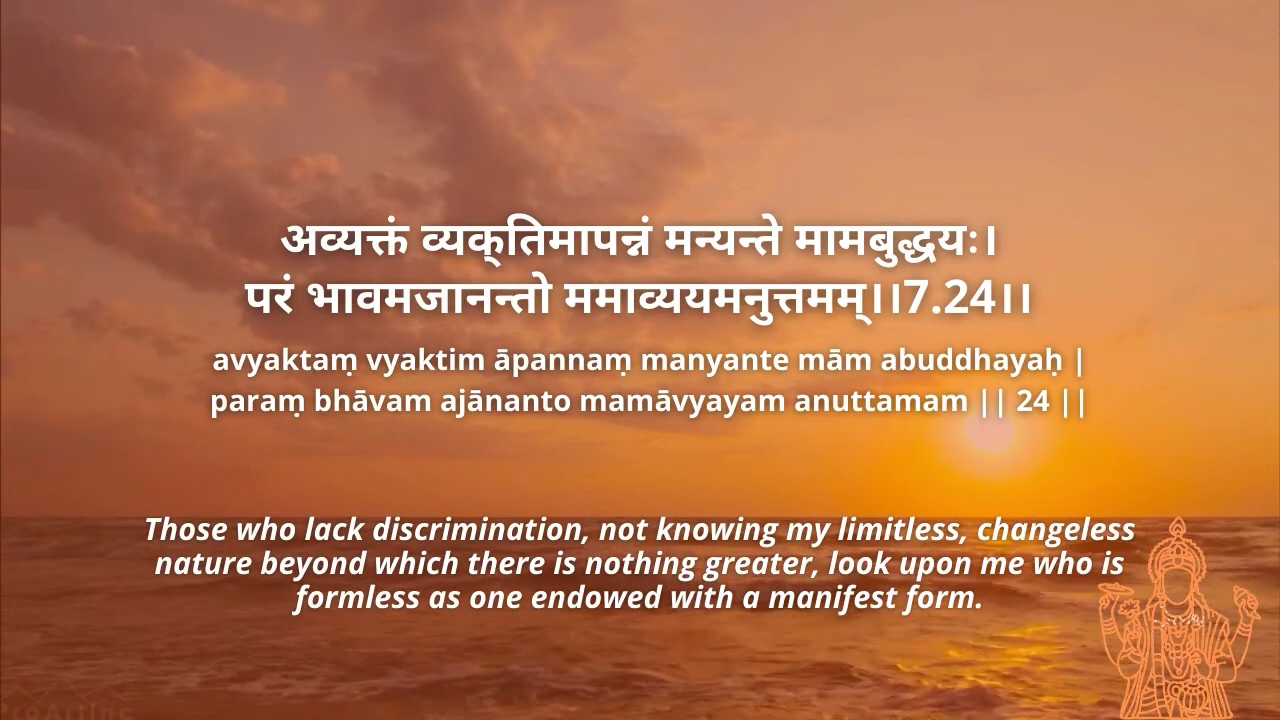 अव्यक्तं व्यक्ितमापन्नं मन्यन्ते मामबुद्धयः।
परं भावमजानन्तो ममाव्ययमनुत्तमम्।।7.24।।
avyaktaṃ vyaktim āpannaṃ manyante mām abuddhayaḥ |
paraṃ bhāvam ajānanto mamāvyayam anuttamam || 24 ||
Those who lack discrimination, not knowing my limitless, changeless
nature beyond which there is nothing greater, look upon me who is
formless as one endowed with a manifest form.